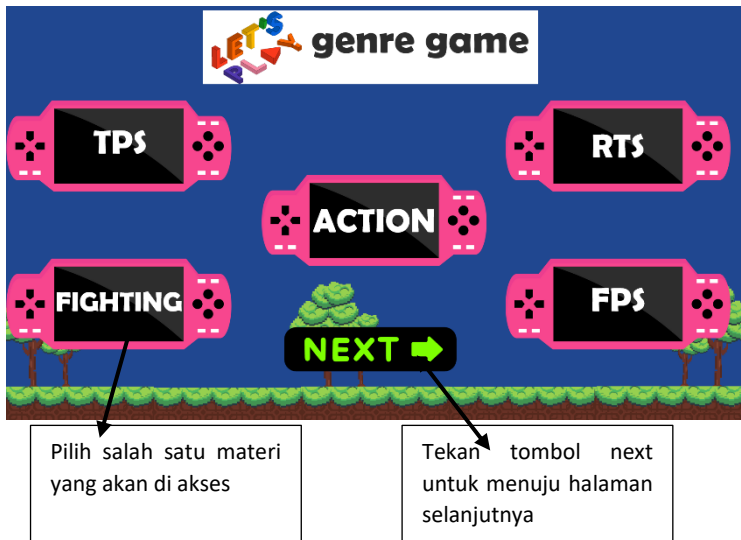 LET'S PLAY genre game
TPS
RTS
ACTION
FIGHTING
FPS
NEXT
Pilih salah satu materi
yang akan di akses
Tekan tombol next
untuk menuju halaman
selanjutnya